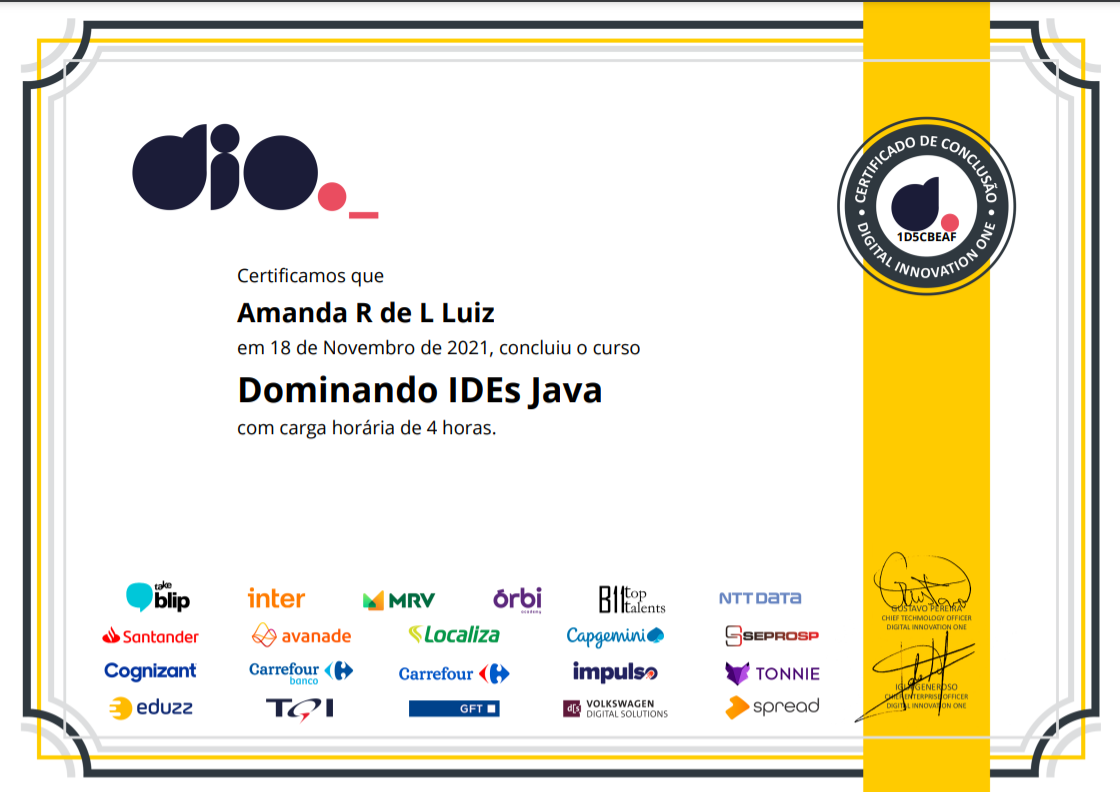 dio._
CERTIFICADO DE CONCLUSÃO
1D5CBEAF
DIGITAL INNOVATION ONE
Certificamos que
Amanda R de L Luiz
em 18 de Novembro de 2021, concluiu o curso
Dominando IDEs Java
com carga horária de 4 horas.
take blip
inter
MRV
órbi academy
B11 top talents
NTT DATA
Santander
avanade
Localiza
Capgemini
SEPROSP
Cognizant
Carrefour banco
Carrefour
impulso
TONNIE
eduzz
TQI
GFT
d[s VOLKSWAGEN DIGITAL SOLUTIONS
spread
GUSTAVO PEREIRA
CHIEF TECHNOLOGY OFFICER
DIGITAL INNOVATION ONE
GENEROSO
CHIEF ENTERPRISE OFFICER
DIGITAL INNOVATION ONE